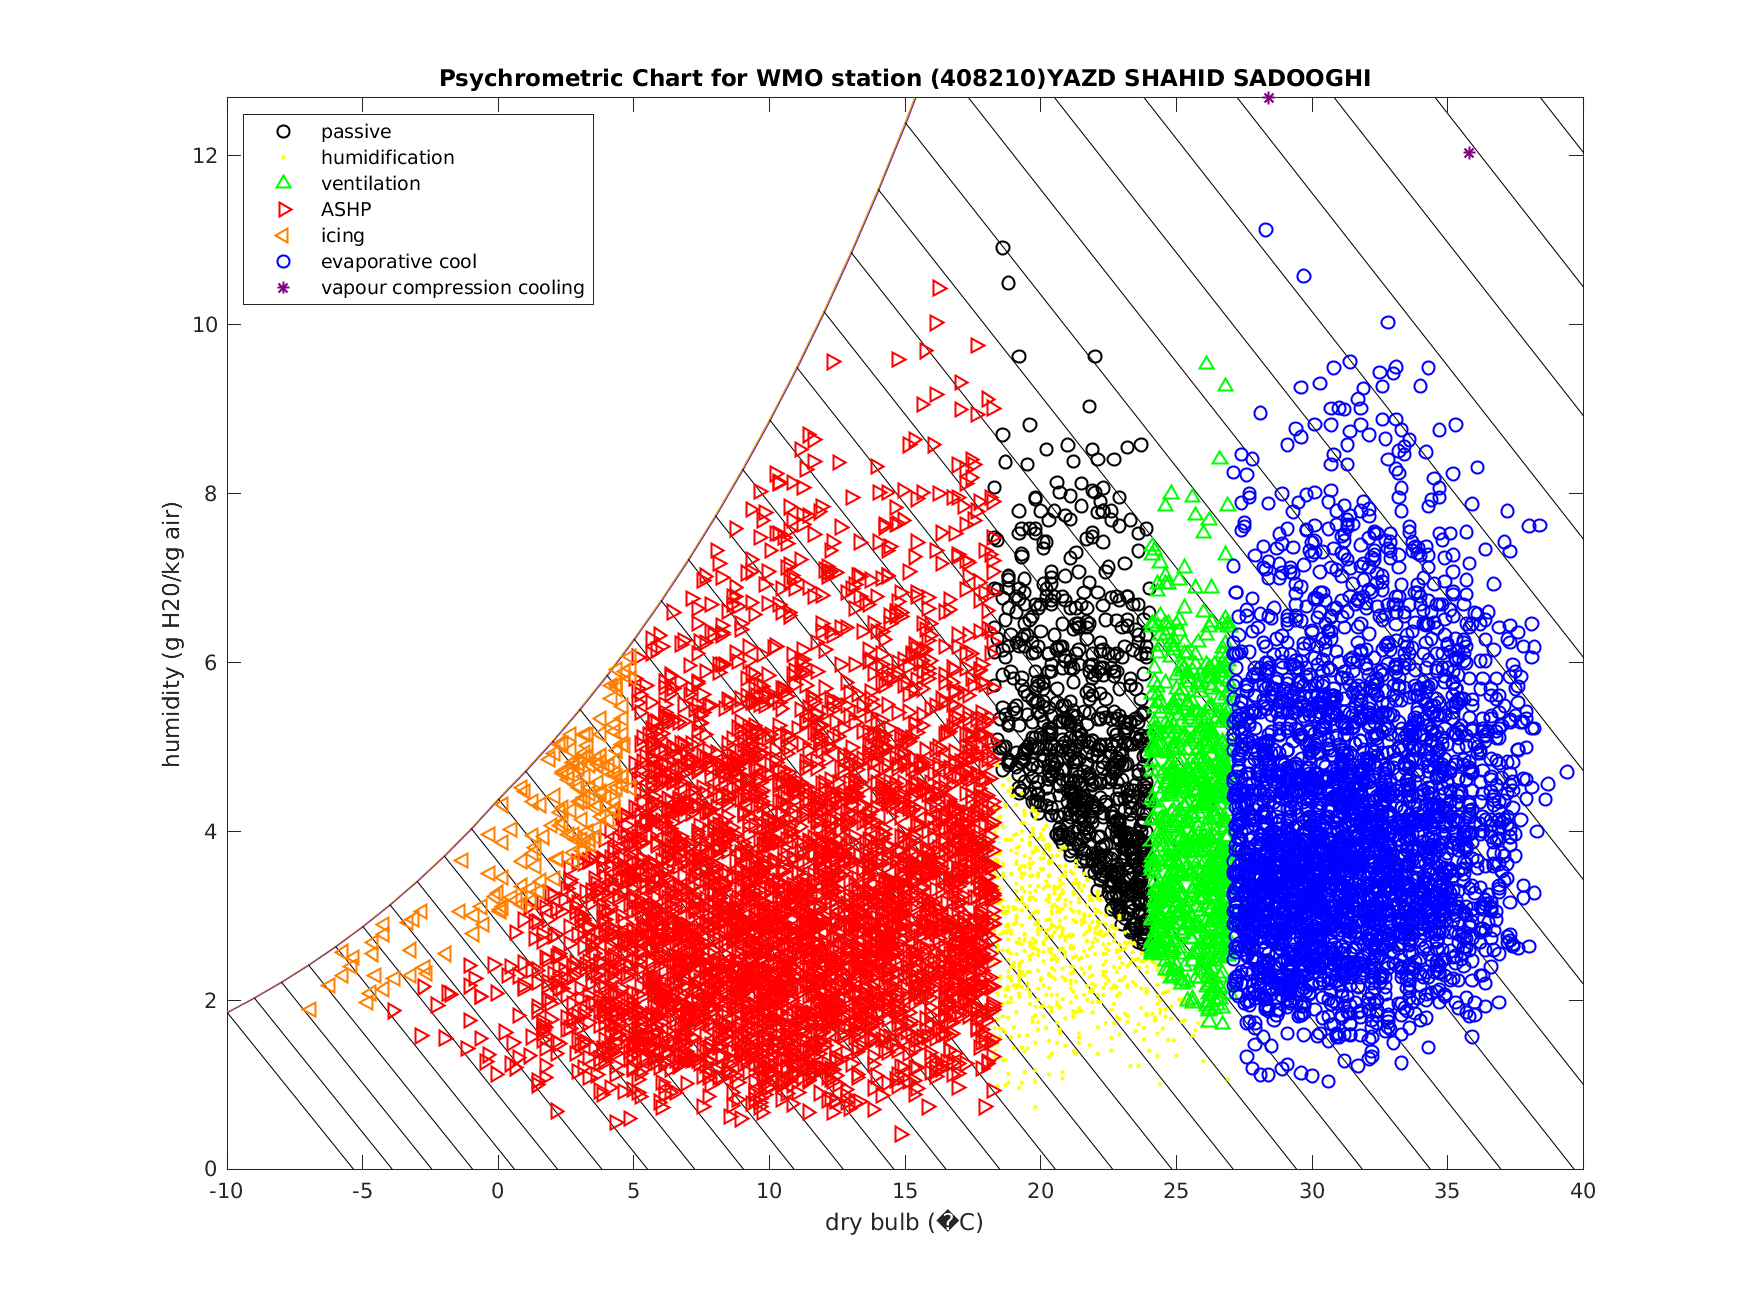 Psychrometric Chart for WMO station (408210)YAZD SHAHID SADOOGHI
passive
humidification
ventilation
ASHP
icing
evaporative cool
vapour compression cooling
humidity (g H20/kg air)
12
10
8
6
4
2
0
-10 -5 0 5 10 15 20 25 30 35 40
dry bulb (�C)